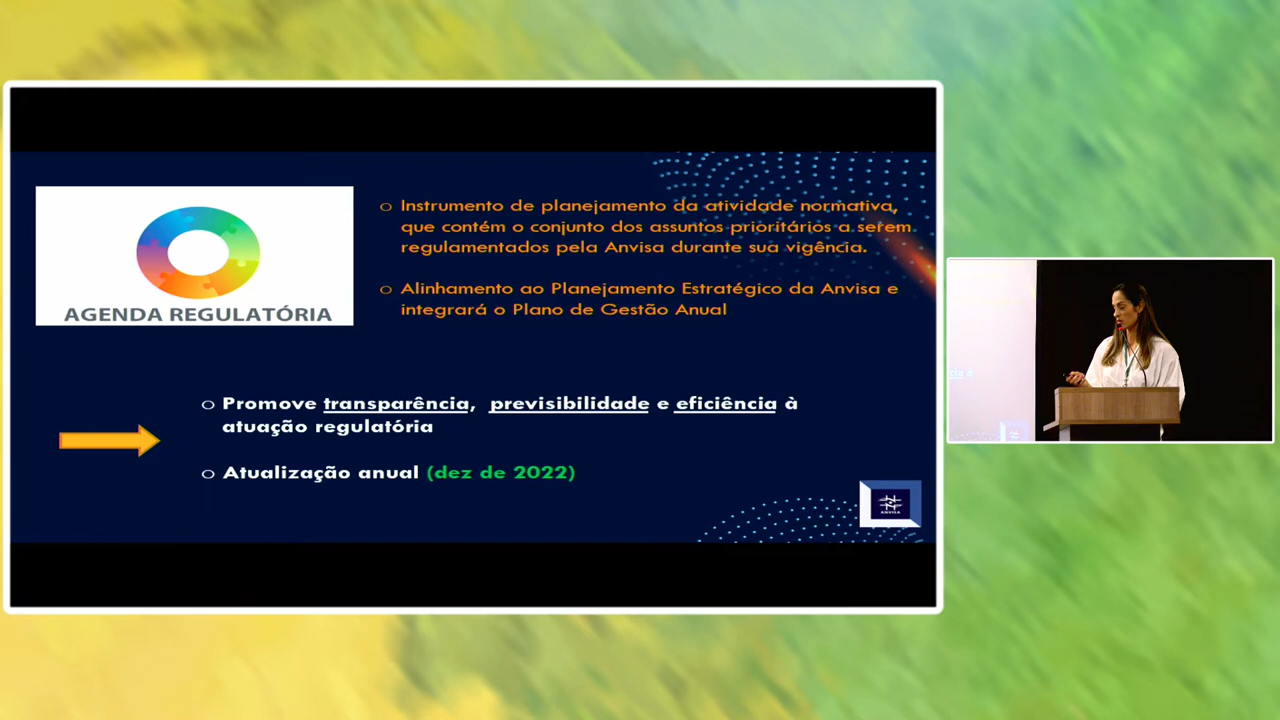 AGENDA REGULATÓRIA
o Instrumento de planejamento da atividade normativa,
que contém o conjunto dos assuntos prioritários a serem
regulamentados pela Anvisa durante sua vigência.
o Alinhamento ao Planejamento Estratégico da Anvisa e
integrará o Plano de Gestão Anual
o Promove transparência, previsibilidade e eficiência à
atuação regulatória
o Atualização anual (dez de 2022)
ANVISA